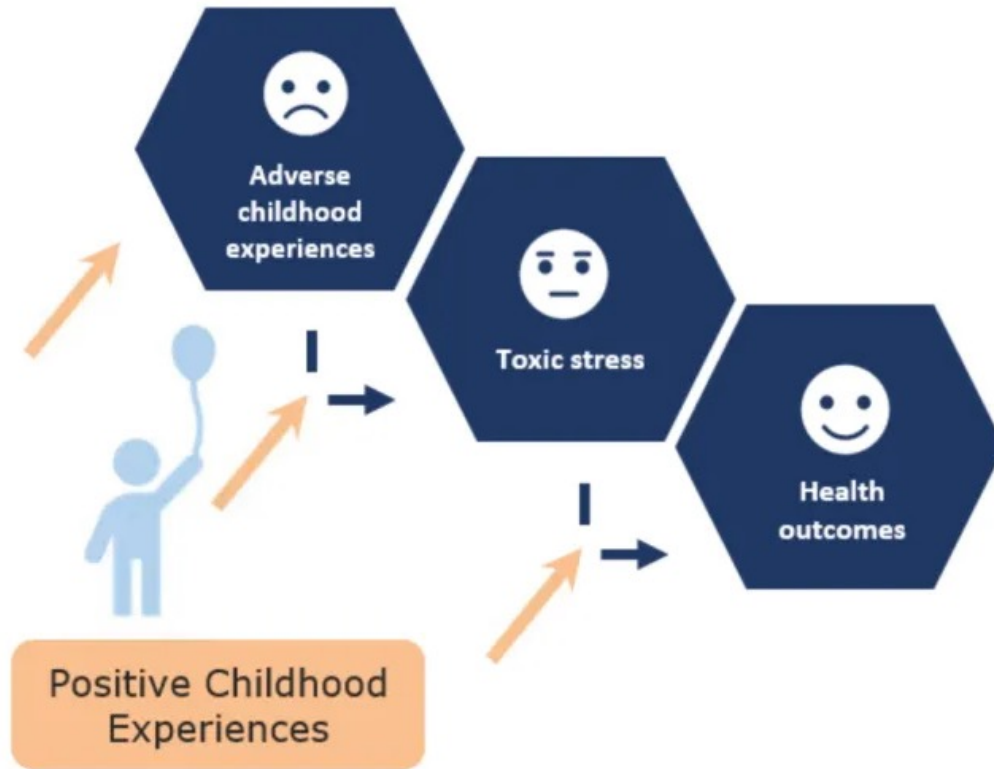 Adverse
childhood
experiences
Toxic stress
Health
outcomes
Positive Childhood
Experiences